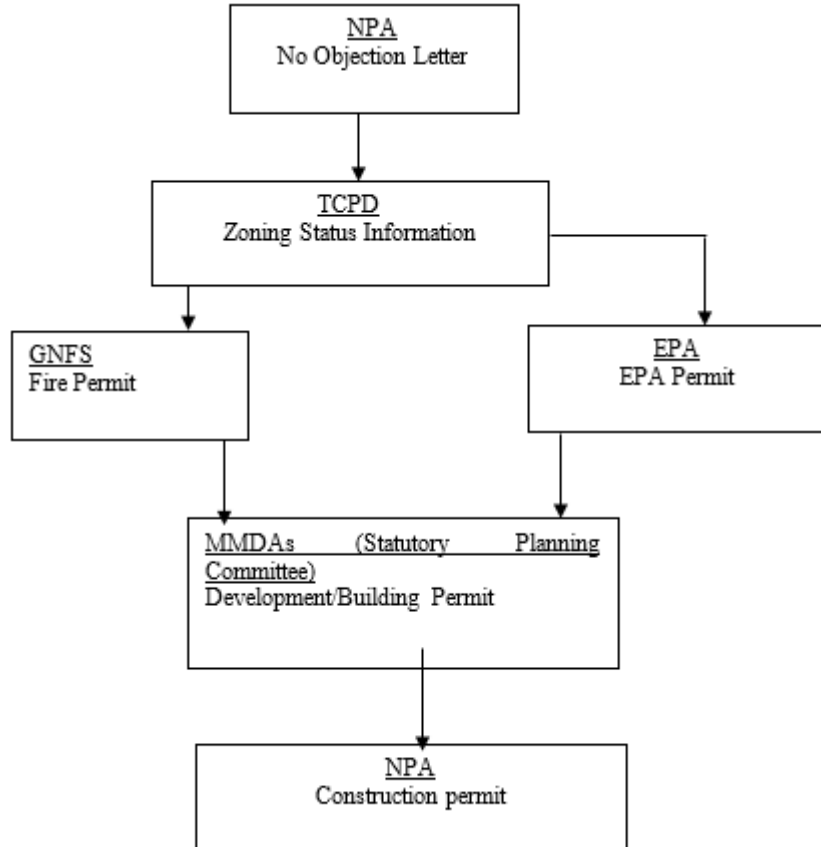 NPA
No Objection Letter
TCPD
Zoning Status Information
GNFS
Fire Permit
EPA
EPA Permit
MMDAs (Statutory Planning
Committee)
Development/Building Permit
NPA
Construction permit